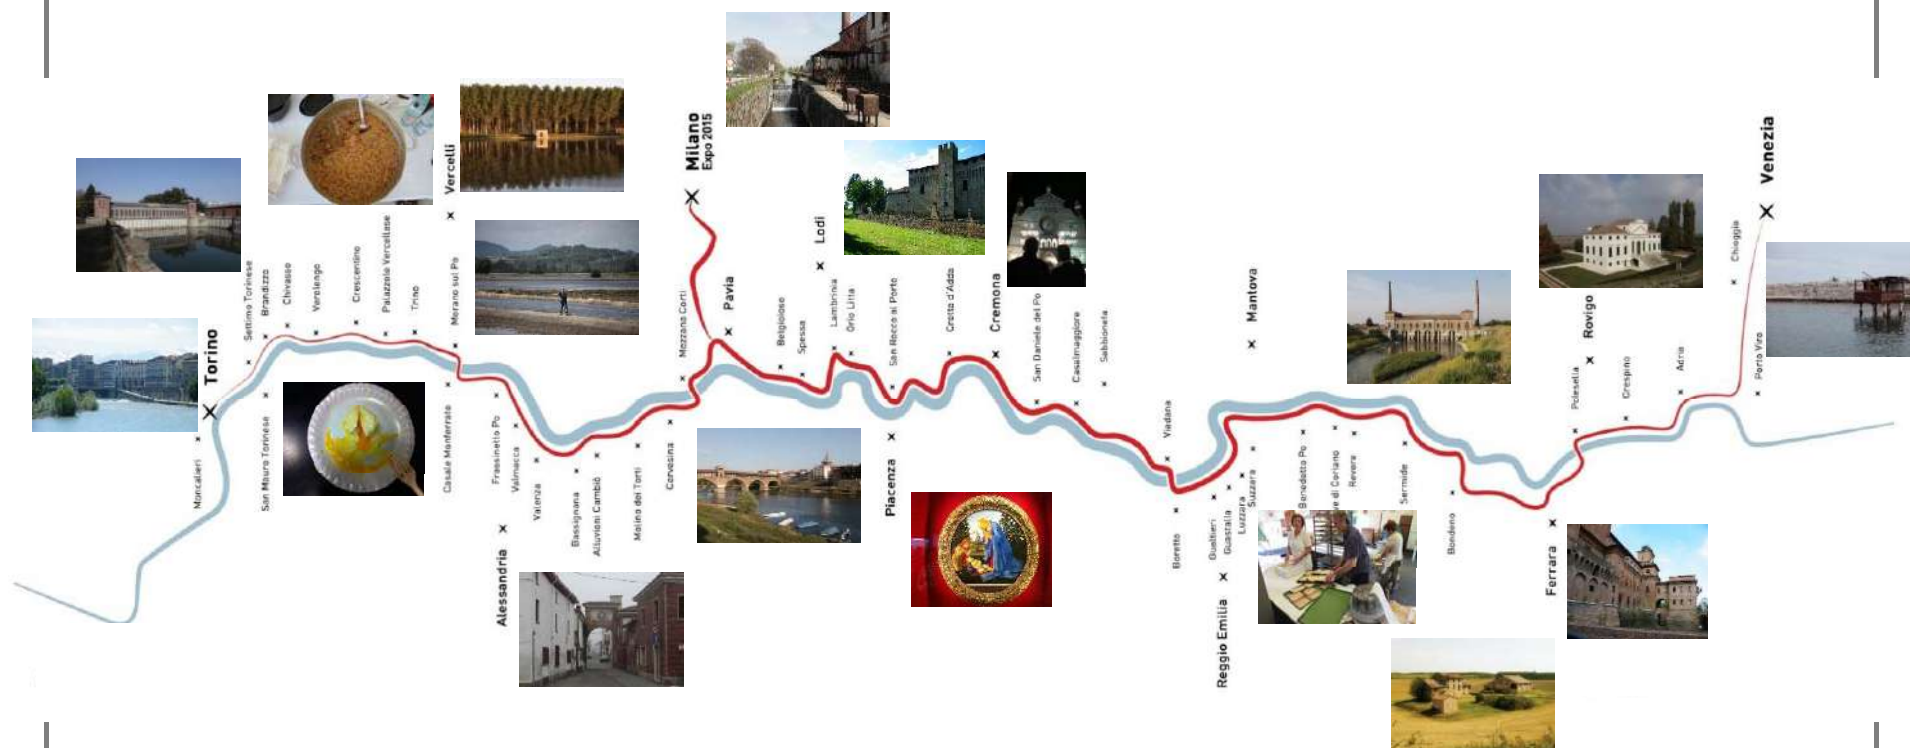 Moncalieri
Torino
Settimo Torinese
San Mauro Torinese
Brandizzo
Chivasso
Verolengo
Crescentino
Palazzolo Vercellese
Trino
Vercelli
Morano sul Po
Casale Monferrato
Frassineto Po
Alessandria
Valmacca
Valenza
Bassignana
Alluvioni Cambiò
Molino dei Torti
Cervesina
Mezzana Corti
Milano
Expo 2015
Pavia
Belgioioso
Spessa
Lodi
Lambrinia
Orio Litta
San Rocco al Porto
Piacenza
Crotta d'Adda
Cremona
San Daniele del Po
Casalmaggiore
Sabbioneta
Viadana
Boretto
Gualtieri
Reggio Emilia
Guastalla
Luzzara
Suzzara
Mantova
Benedetto Po
e di Coriano
Revere
Sermide
Bondeno
Ferrara
Polesella
Rovigo
Crespino
Adria
Chioggia
Porto Viro
Venezia